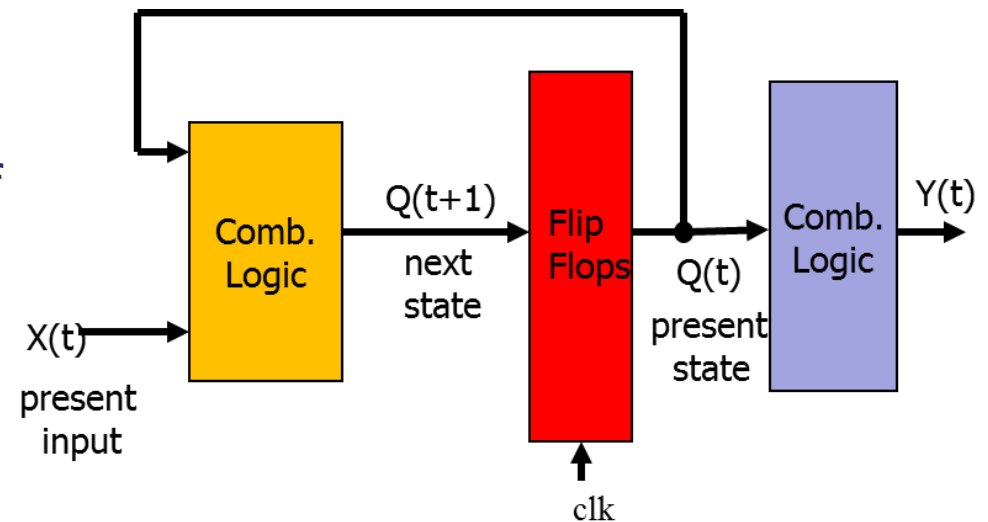 Comb.
Logic
X(t)
present
input
Q(t+1)
next
state
Flip
Flops
clk
Q(t)
present
state
Comb.
Logic
Y(t)